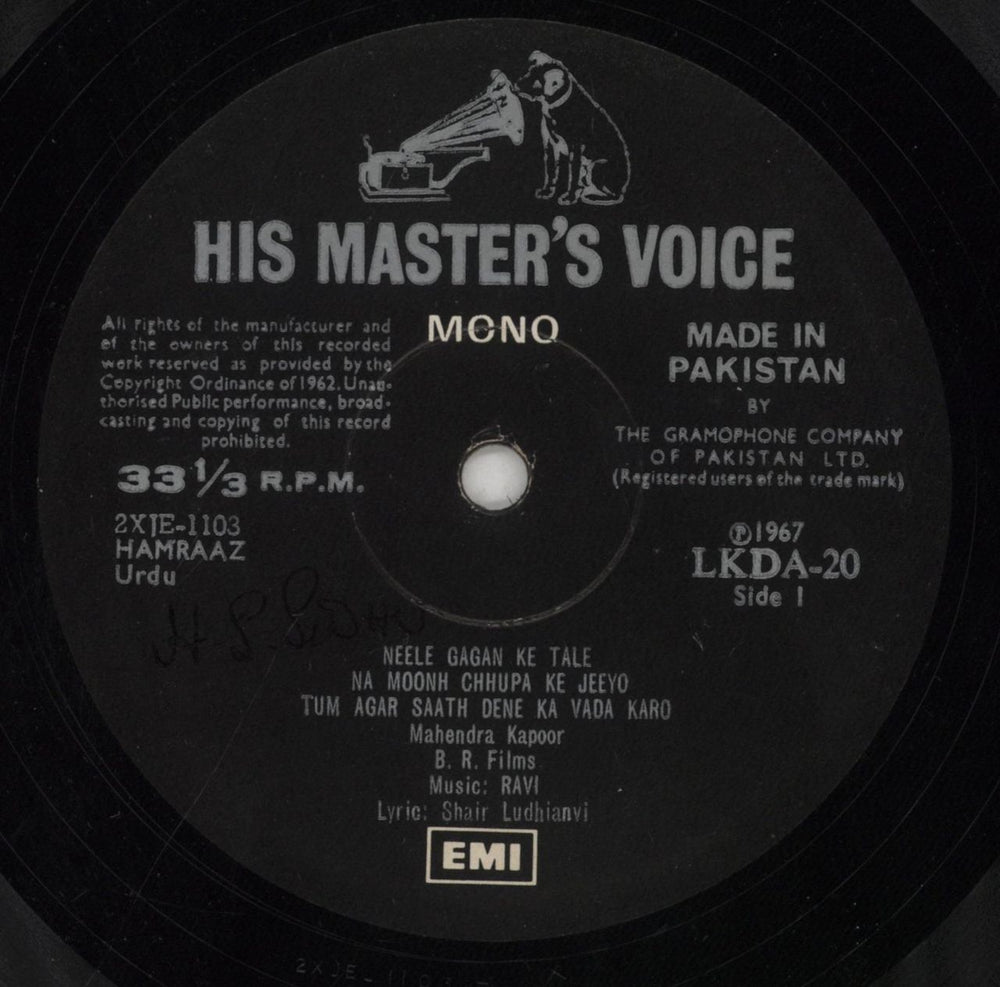 HIS MASTER'S VOICE
MONO
All rights of the manufacturer and
of the owners of this recorded
work reserved as provided by the
Copyright Ordinance of 1962. Unau-
thorised Public performance, broad-
casting and copying of this record
prohibited.
33 1/3 R.P.M.
2XJE-1103
HAMRAAZ
Urdu
MADE IN
PAKISTAN
BY
THE GRAMOPHONE COMPANY
OF PAKISTAN LTD.
(Registered users of the trade mark)
Ⓟ1967
LKDA-20
Side 1
NEELE GAGAN KE TALE
NA MOONH CHHUPA KE JEEYO
TUM AGAR SAATH DENE KA VADA KARO
Mahendra Kapoor
B. R. Films
Music: RAVI
Lyric: Shair Ludhianvi
EMI